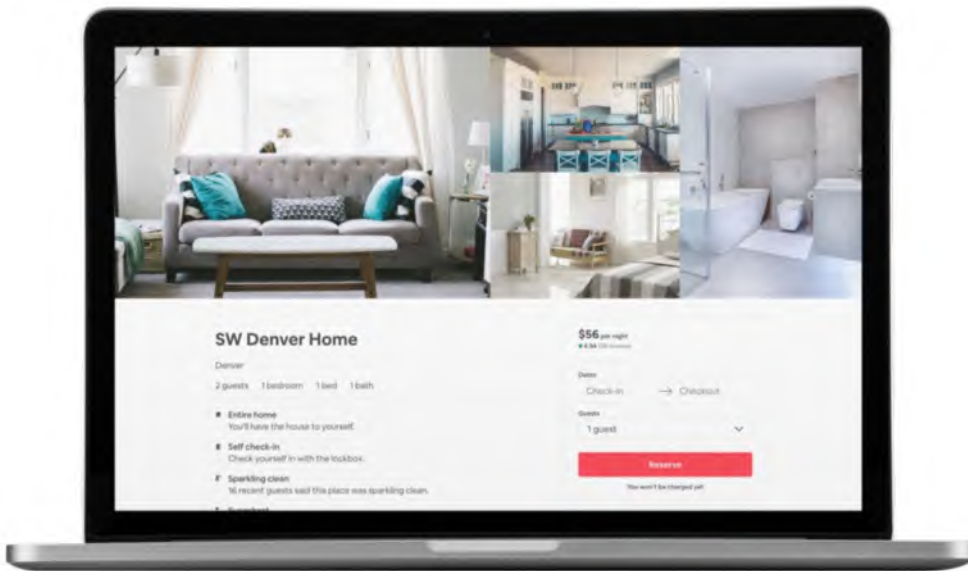 SW Denver Home
Denver
2 guests 1 bedroom 1 bed 1 bath
Entire home
You'll have the house to yourself.
Self check-in
Check yourself in with the lockbox.
Sparkling clean
16 recent guests said this place was sparkling clean.
$56 per night
Dates
Check-in → Checkout
Guests
1 guest
Reserve
You won't be charged yet